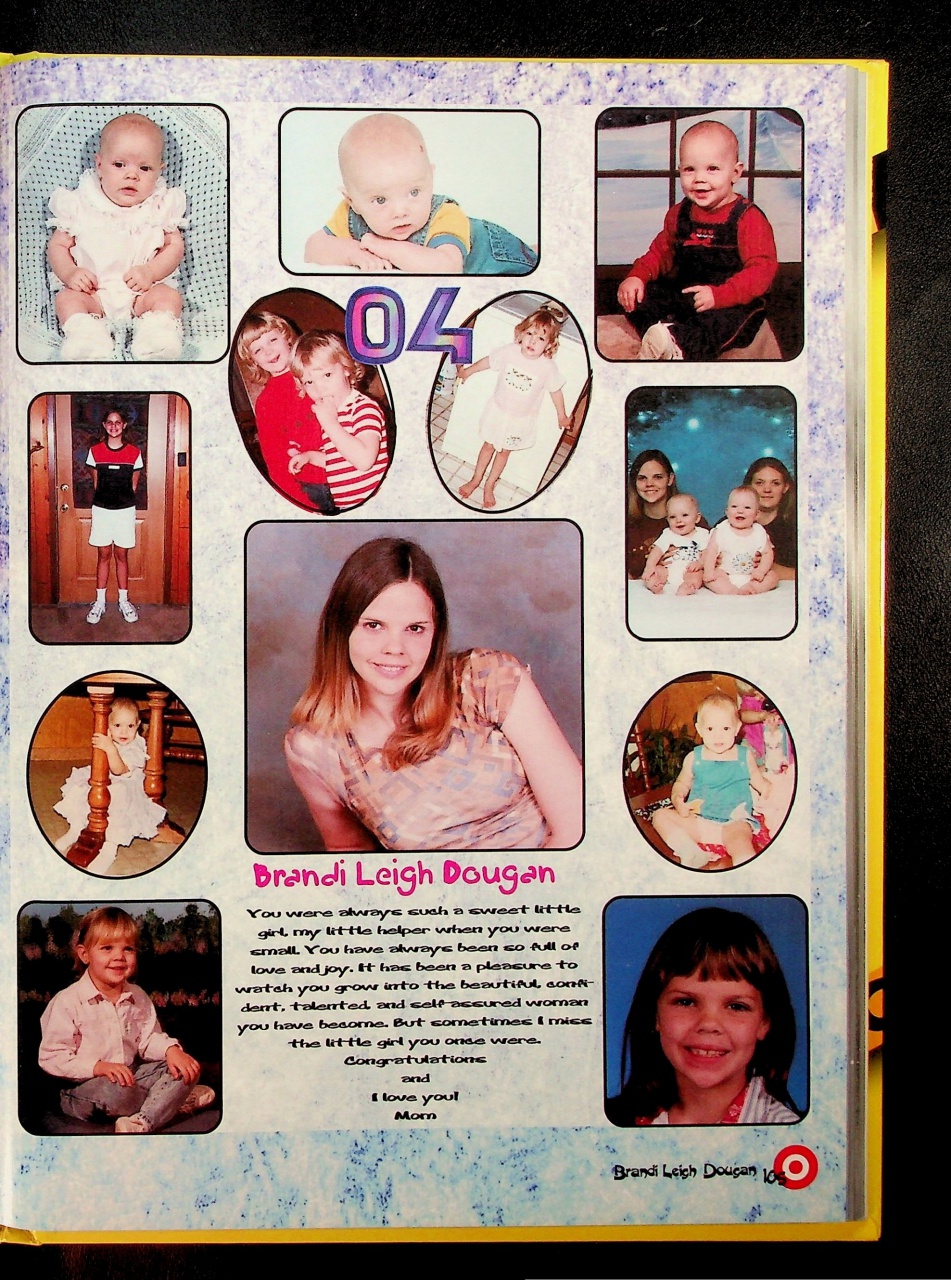 04
Brandi Leigh Dougan
You were always such a sweet little
girl, my little helper when you were
small. You have always been so full of
love and joy. It has been a pleasure to
watch you grow into the beautiful, confi-
dent, talented, and self-assured woman
you have become. But sometimes I miss
the little girl you once were.
Congratulations
and
I love you!
Mom
Brandi Leigh Dougan